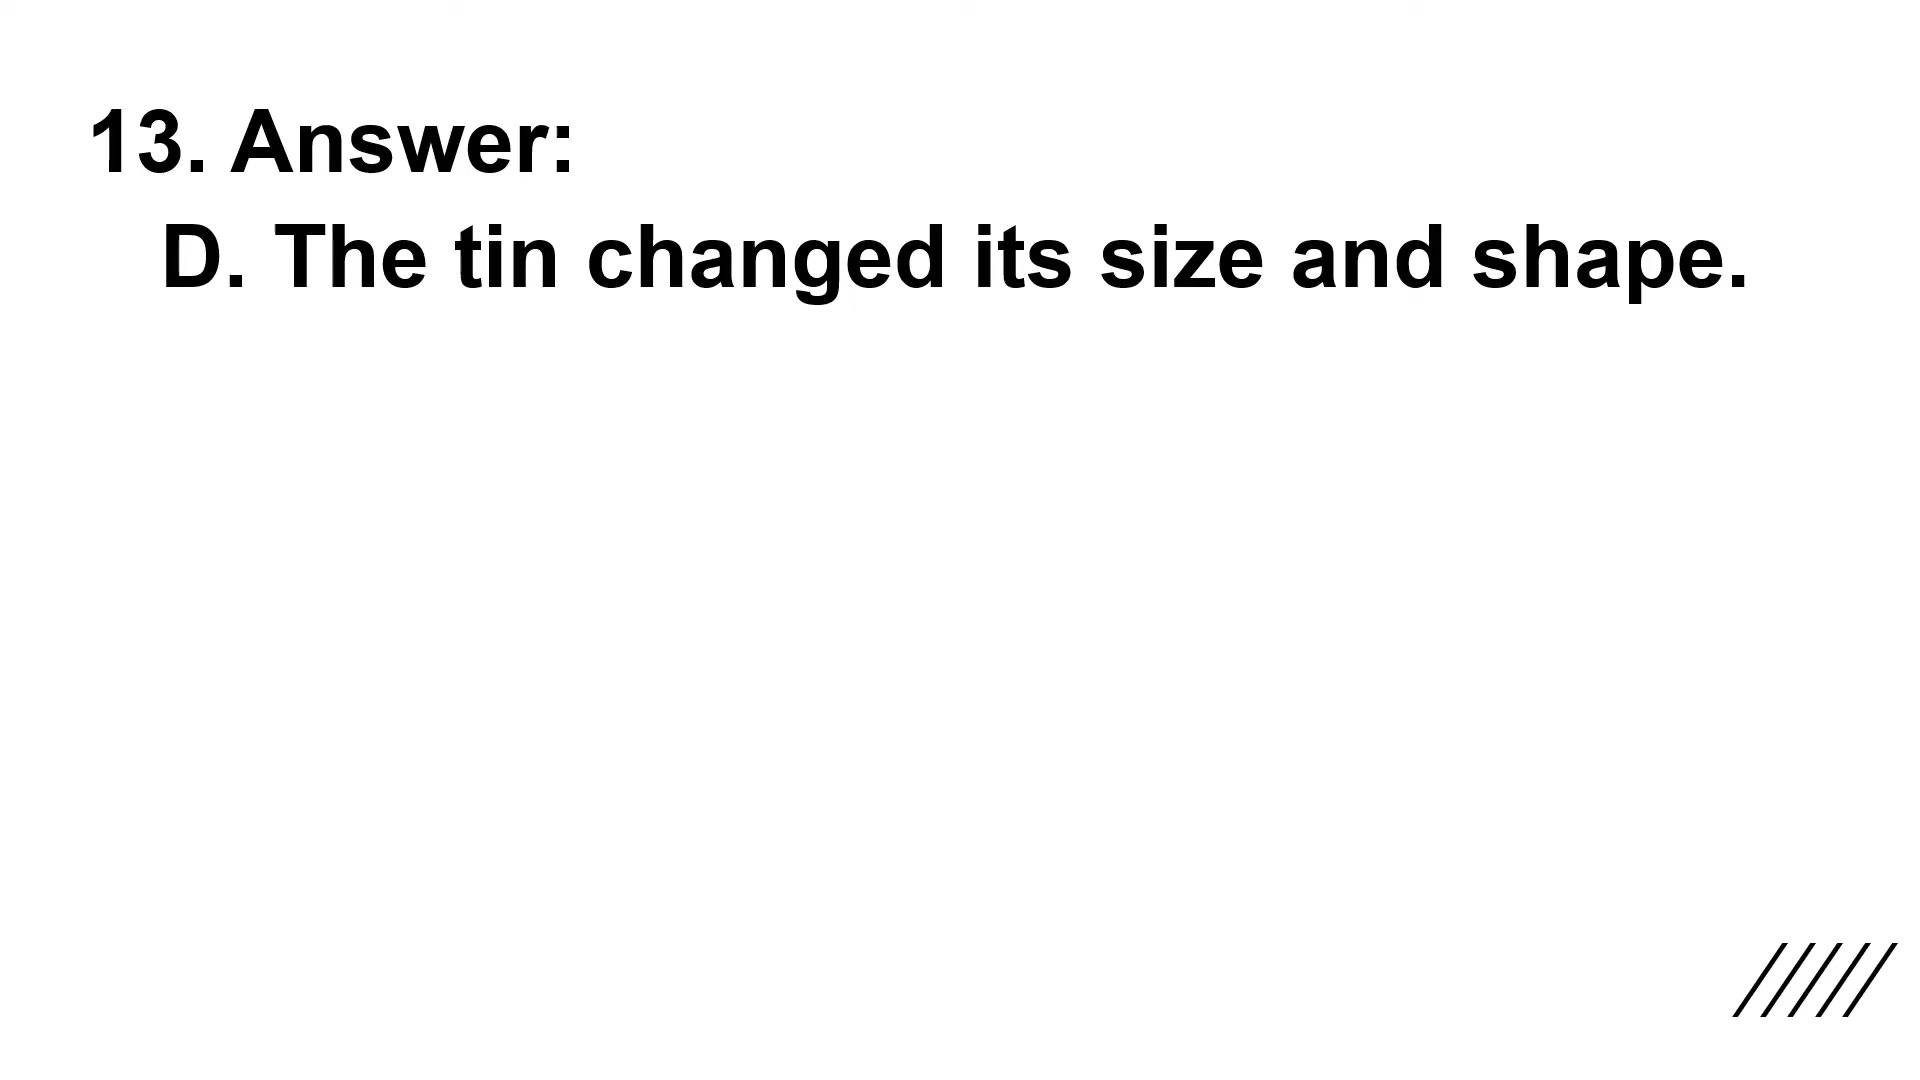 13. Answer:
D. The tin changed its size and shape.